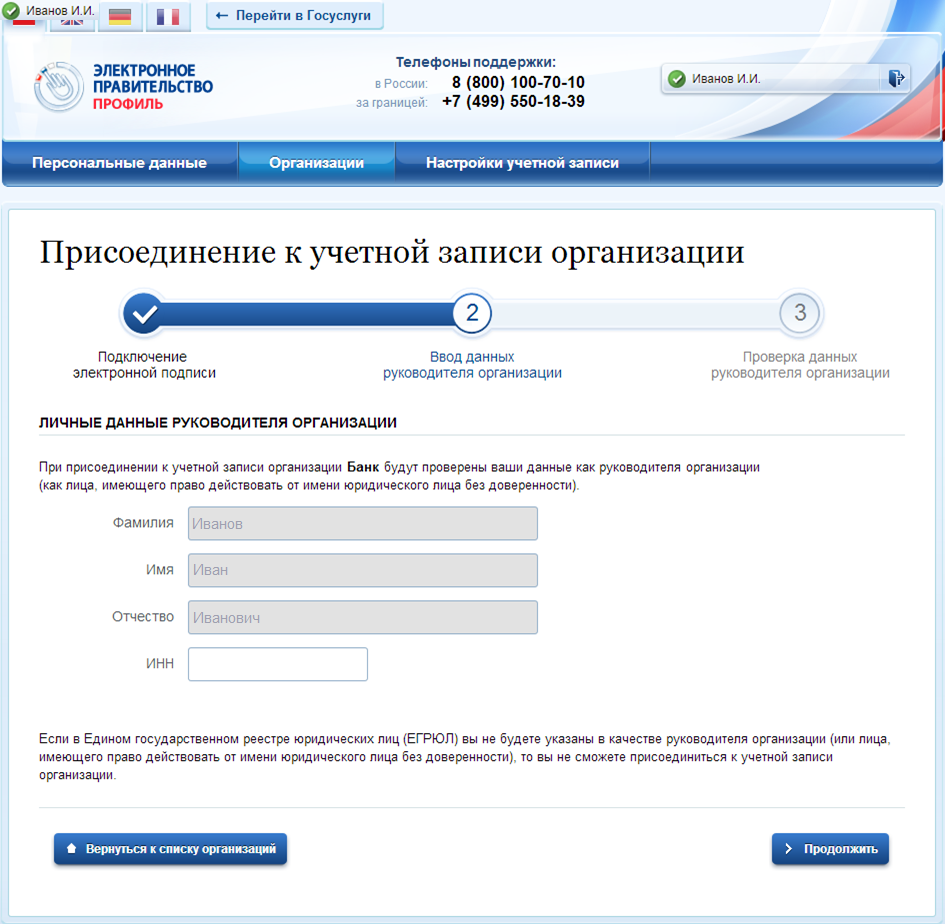 Иванов И.И.
← Перейти в Госуслуги
ЭЛЕКТРОННОЕ
ПРАВИТЕЛЬСТВО
ПРОФИЛЬ
Телефоны поддержки:
в России: 8 (800) 100-70-10
за границей: +7 (499) 550-18-39
Иванов И.И.
Персональные данные
Организации
Настройки учетной записи
Присоединение к учетной записи организации
2
3
Подключение
электронной подписи
Ввод данных
руководителя организации
Проверка данных
руководителя организации
ЛИЧНЫЕ ДАННЫЕ РУКОВОДИТЕЛЯ ОРГАНИЗАЦИИ
При присоединении к учетной записи организации Банк будут проверены ваши данные как руководителя организации
(как лица, имеющего право действовать от имени юридического лица без доверенности).
Фамилия Иванов
Имя Иван
Отчество Иванович
ИНН
Если в Едином государственном реестре юридических лиц (ЕГРЮЛ) вы не будете указаны в качестве руководителя организации (или лица,
имеющего право действовать от имени юридического лица без доверенности), то вы не сможете присоединиться к учетной записи
организации.
Вернуться к списку организаций
Продолжить